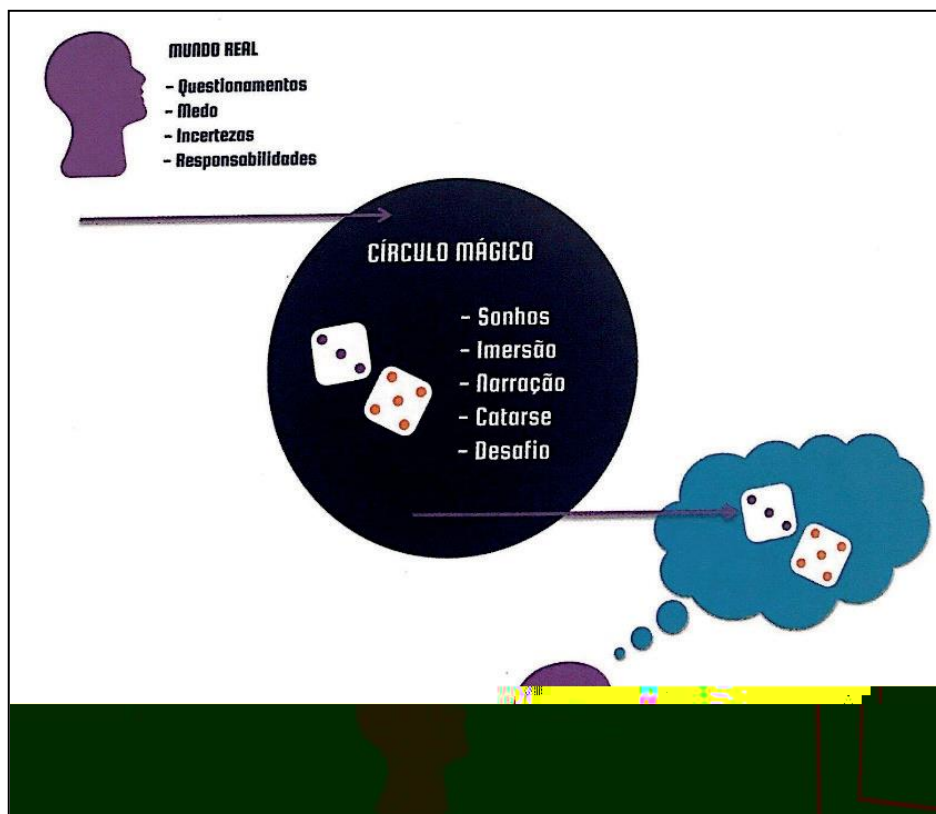 MUNDO REAL
- Questionamentos
- Medo
- Incertezas
- Responsabilidades
CÍRCULO MÁGICO
- Sonhos
- Imersão
- Narração
- Catarse
- Desafio